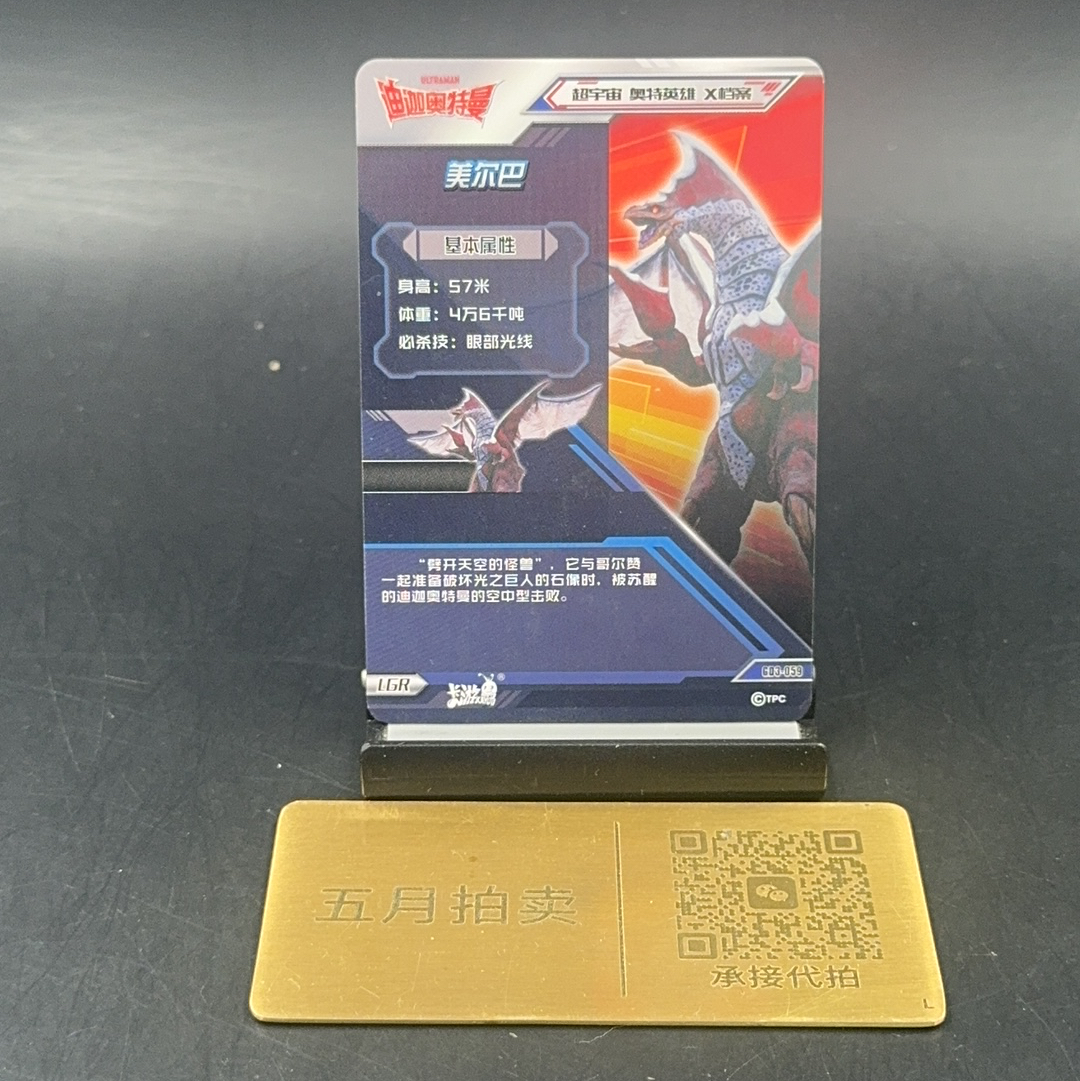 ULTRAMAN
迪迦奥特曼
超宇宙 奥特英雄 X档案
美尔巴
基本属性
身高：57米
体重：4万6千吨
必杀技：眼部光线
“劈开天空的怪兽”，它与哥尔赞
一起准备破坏光之巨人的石像时，被苏醒
的迪迦奥特曼的空中型击败。
GD3-059
LGR
卡游
®
©TPC
五月拍卖
承接代拍
L